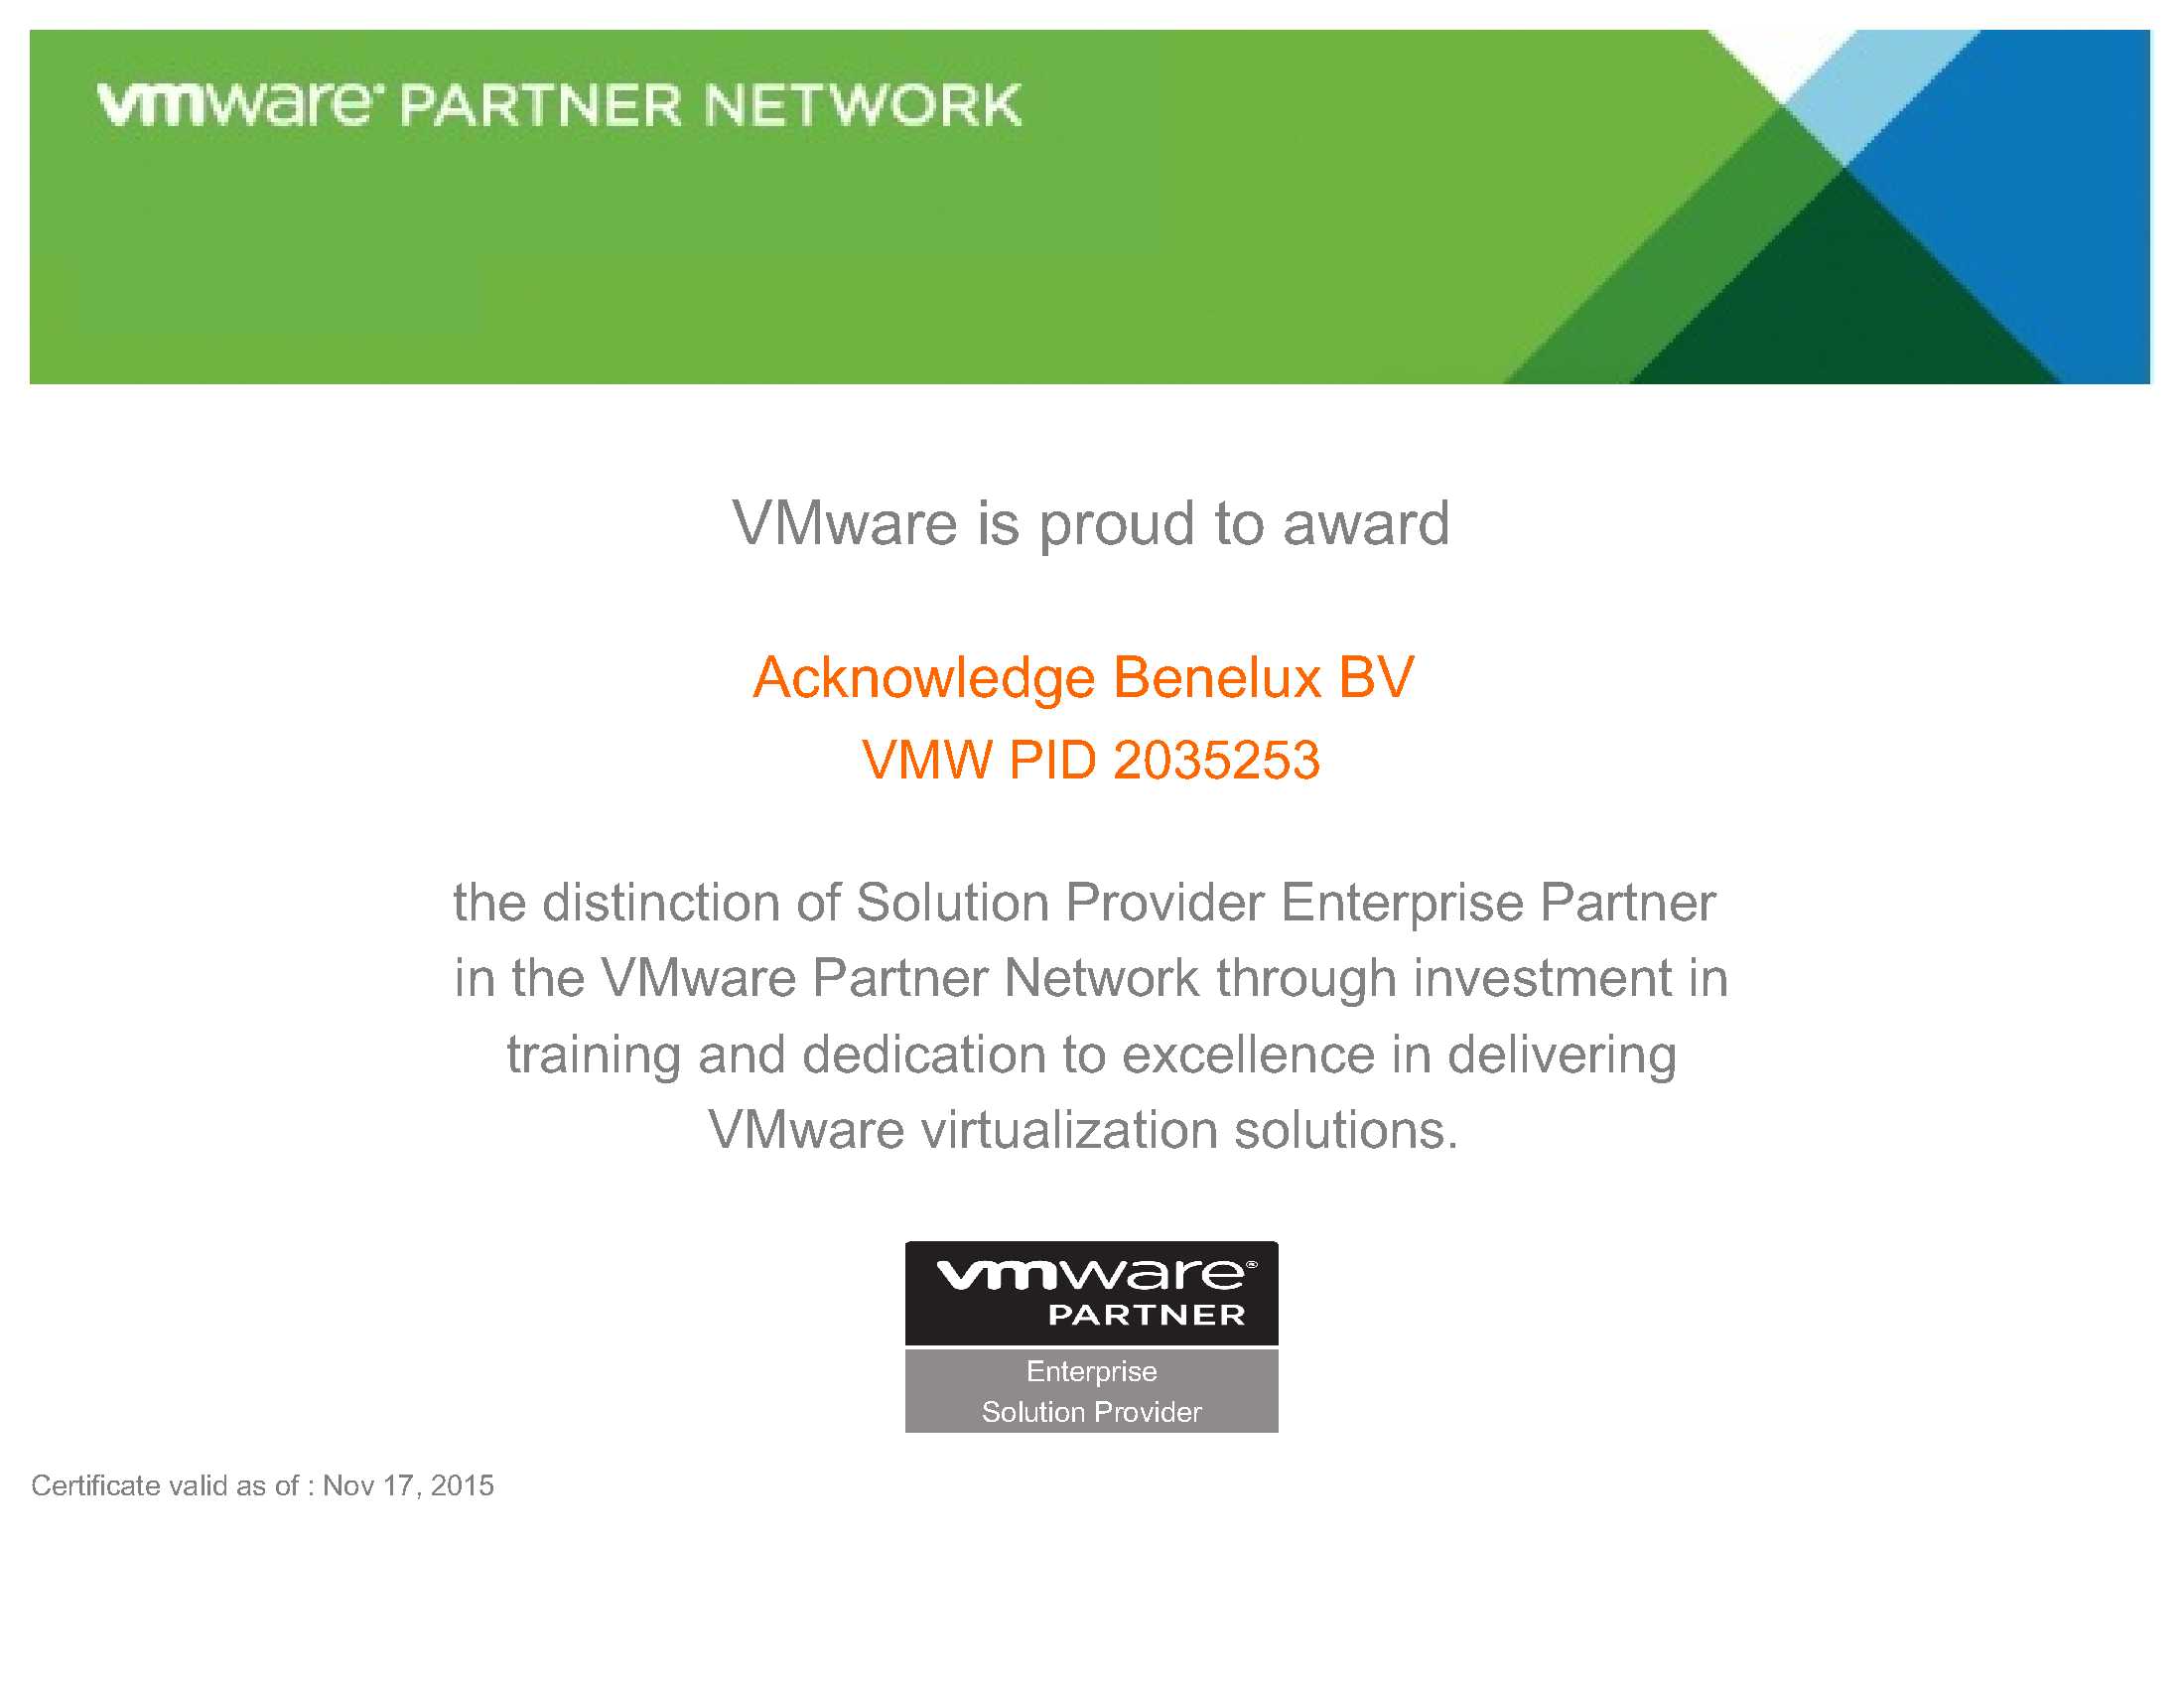 vmware® PARTNER NETWORK
VMware is proud to award
Acknowledge Benelux BV
VMW PID 2035253
the distinction of Solution Provider Enterprise Partner
in the VMware Partner Network through investment in
training and dedication to excellence in delivering
VMware virtualization solutions.
vmware®
PARTNER
Enterprise
Solution Provider
Certificate valid as of : Nov 17, 2015